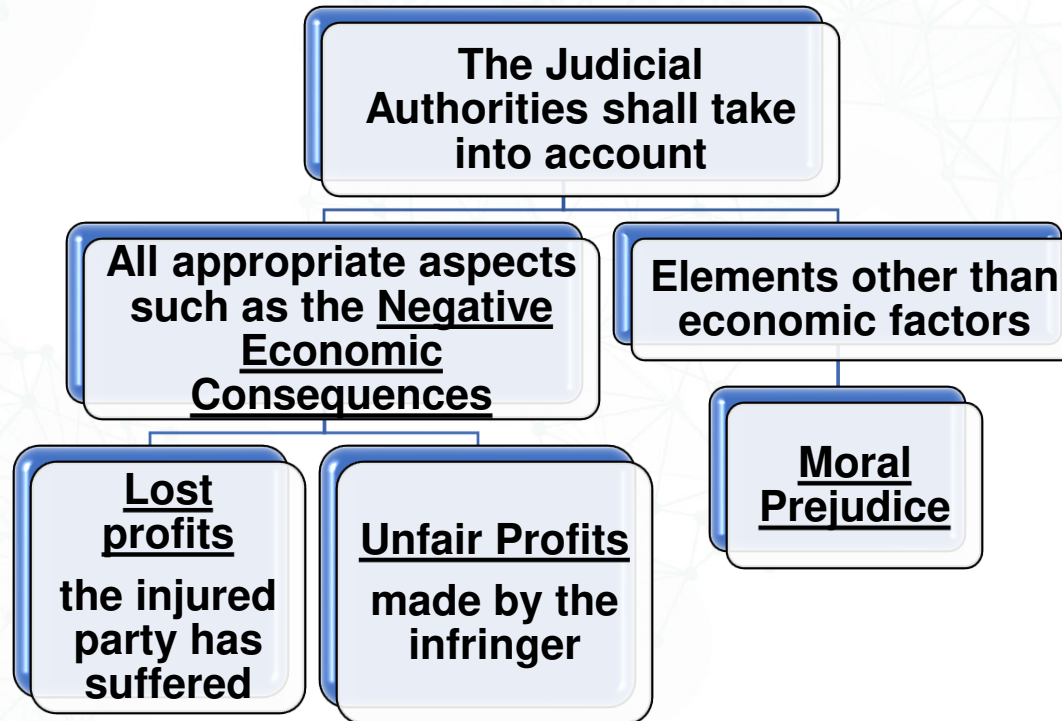 The Judicial
Authorities shall take
into account
All appropriate aspects
such as the Negative
Economic
Consequences
Elements other than
economic factors
Lost
profits
the injured
party has
suffered
Unfair Profits
made by the
infringer
Moral
Prejudice